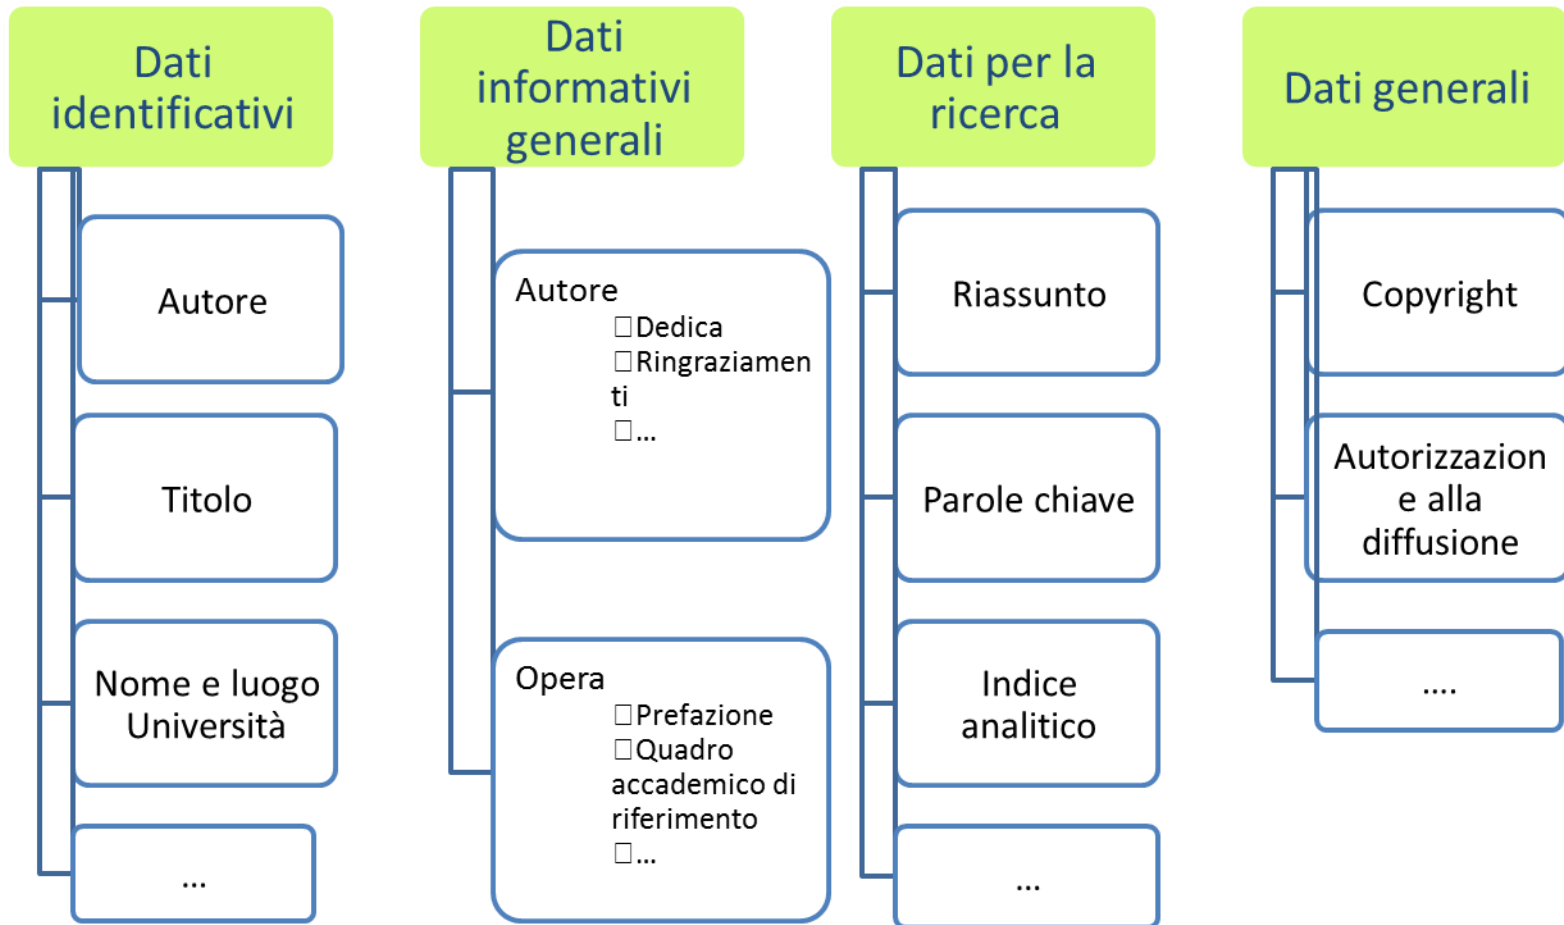 Dati
identificativi
Autore
Titolo
Nome e luogo
Università
...
Dati
informativi
generali
Autore
□Dedica
□Ringraziamen
ti
□...
Opera
□Prefazione
□Quadro
accademico di
riferimento
□...
Dati per la
ricerca
Riassunto
Parole chiave
Indice
analitico
...
Dati generali
Copyright
Autorizzazion
e alla
diffusione
....